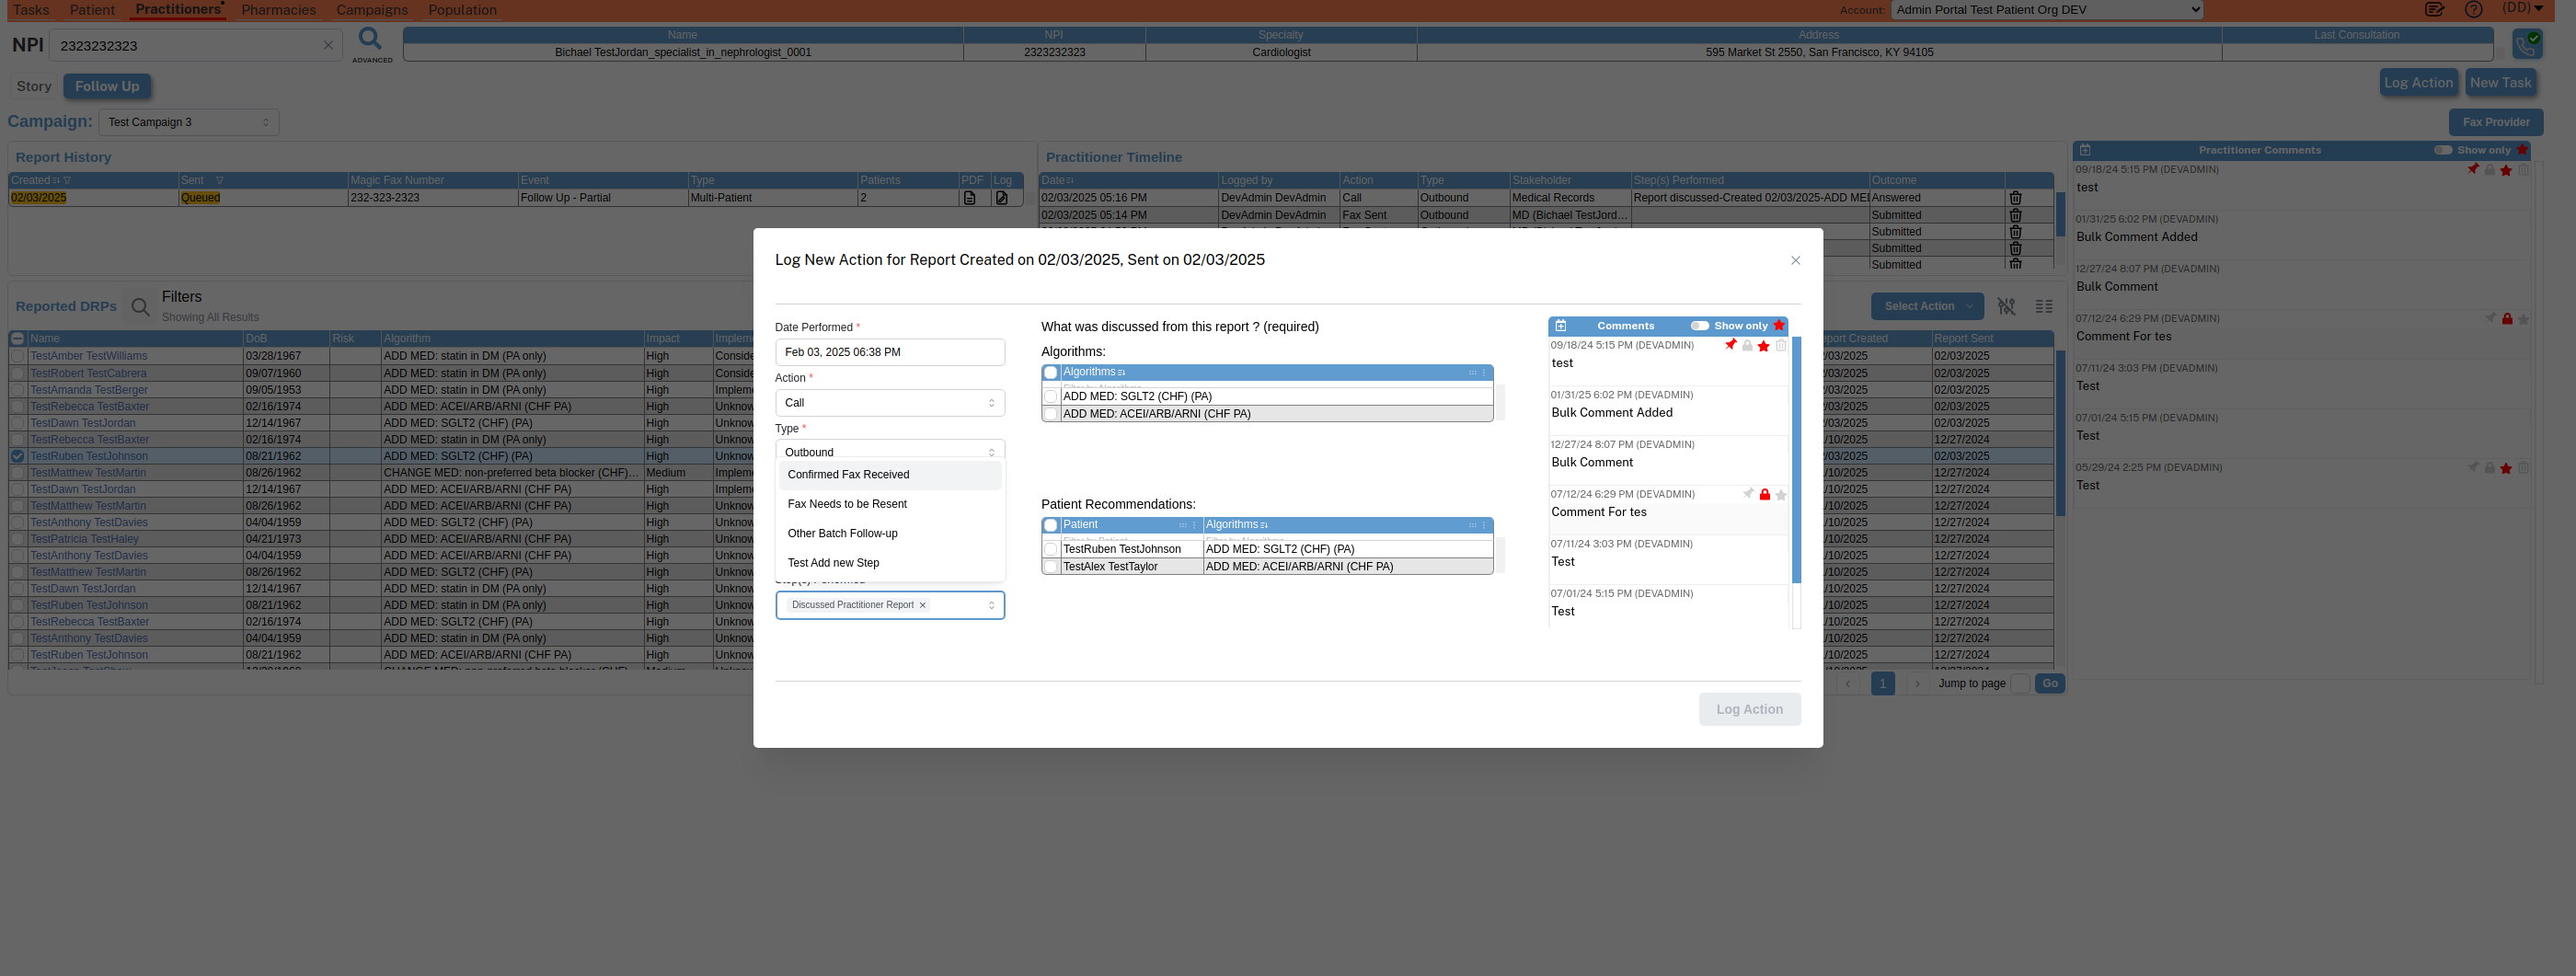 Tasks Patient Practitioners Pharmacies Campaigns Population Account: Admin Portal Test Patient Org DEV (DD)
NPI 2323232323 ADVANCED
Name NPI Specialty Address Last Consultation
Bichael TestJordan_specialist_in_nephrologist_0001 2323232323 Cardiologist 595 Market St 2550, San Francisco, KY 94105
Story Follow Up Log Action New Task
Campaign: Test Campaign 3 Fax Provider
Report History
Created Sent Magic Fax Number Event Type Patients PDF Log
02/03/2025 Queued 232-323-2323 Follow Up - Partial Multi-Patient 2
Practitioner Timeline
Date Logged by Action Type Stakeholder Step(s) Performed Outcome
02/03/2025 05:16 PM DevAdmin DevAdmin Call Outbound Medical Records Report discussed-Created 02/03/2025-ADD MED Answered
02/03/2025 05:14 PM DevAdmin DevAdmin Fax Sent Outbound MD (Bichael TestJord... Submitted
Submitted
Submitted
Submitted
Practitioner Comments Show only
09/18/24 5:15 PM (DEVADMIN)
test
01/31/25 6:02 PM (DEVADMIN)
Bulk Comment Added
12/27/24 8:07 PM (DEVADMIN)
Bulk Comment
07/12/24 6:29 PM (DEVADMIN)
Comment For tes
07/11/24 3:03 PM (DEVADMIN)
Test
07/01/24 5:15 PM (DEVADMIN)
Test
05/29/24 2:25 PM (DEVADMIN)
Test
Reported DRPs Filters
Showing All Results
Select Action
Name DoB Risk Algorithm Impact Implem port Created Report Sent
TestAmber TestWilliams 03/28/1967 ADD MED: statin in DM (PA only) High Conside /03/2025 02/03/2025
TestRobert TestCabrera 09/07/1960 ADD MED: statin in DM (PA only) High Conside /03/2025 02/03/2025
TestAmanda TestBerger 09/05/1953 ADD MED: statin in DM (PA only) High Impleme /03/2025 02/03/2025
TestRebecca TestBaxter 02/16/1974 ADD MED: ACEI/ARB/ARNI (CHF PA) High Unknow /03/2025 02/03/2025
TestDawn TestJordan 12/14/1967 ADD MED: SGLT2 (CHF) (PA) High Unknow /03/2025 02/03/2025
TestRebecca TestBaxter 02/16/1974 ADD MED: statin in DM (PA only) High Unknow /10/2025 12/27/2024
TestRuben TestJohnson 08/21/1962 ADD MED: SGLT2 (CHF) (PA) High Unknow /03/2025 02/03/2025
TestMatthew TestMartin 08/26/1962 CHANGE MED: non-preferred beta blocker (CHF)... Medium Impleme /10/2025 12/27/2024
TestDawn TestJordan 12/14/1967 ADD MED: ACEI/ARB/ARNI (CHF PA) High Impleme /10/2025 12/27/2024
TestMatthew TestMartin 08/26/1962 ADD MED: ACEI/ARB/ARNI (CHF PA) High Unknow /10/2025 12/27/2024
TestAnthony TestDavies 04/04/1959 ADD MED: SGLT2 (CHF) (PA) High Unknow /10/2025 12/27/2024
TestPatricia TestHaley 04/21/1973 ADD MED: ACEI/ARB/ARNI (CHF PA) High Unknow /10/2025 12/27/2024
TestAnthony TestDavies 04/04/1959 ADD MED: ACEI/ARB/ARNI (CHF PA) High Unknow /10/2025 12/27/2024
TestMatthew TestMartin 08/26/1962 ADD MED: SGLT2 (CHF) (PA) High Unknow /10/2025 12/27/2024
TestDawn TestJordan 12/14/1967 ADD MED: statin in DM (PA only) High Unknow /10/2025 12/27/2024
TestRuben TestJohnson 08/21/1962 ADD MED: statin in DM (PA only) High Unknow /10/2025 12/27/2024
TestRebecca TestBaxter 02/16/1974 ADD MED: SGLT2 (CHF) (PA) High Unknow /10/2025 12/27/2024
TestAnthony TestDavies 04/04/1959 ADD MED: statin in DM (PA only) High Unknow /10/2025 12/27/2024
TestRuben TestJohnson 08/21/1962 ADD MED: ACEI/ARB/ARNI (CHF PA) High Unknow /10/2025 12/27/2024
1 Jump to page Go
Log New Action for Report Created on 02/03/2025, Sent on 02/03/2025
Date Performed *
Feb 03, 2025 06:38 PM
Action *
Call
Type *
Outbound
Confirmed Fax Received
Fax Needs to be Resent
Other Batch Follow-up
Test Add new Step
Discussed Practitioner Report
What was discussed from this report ? (required)
Algorithms:
Algorithms
ADD MED: SGLT2 (CHF) (PA)
ADD MED: ACEI/ARB/ARNI (CHF PA)
Patient Recommendations:
Patient Algorithms
TestRuben TestJohnson ADD MED: SGLT2 (CHF) (PA)
TestAlex TestTaylor ADD MED: ACEI/ARB/ARNI (CHF PA)
Comments Show only
09/18/24 5:15 PM (DEVADMIN)
test
01/31/25 6:02 PM (DEVADMIN)
Bulk Comment Added
12/27/24 8:07 PM (DEVADMIN)
Bulk Comment
07/12/24 6:29 PM (DEVADMIN)
Comment For tes
07/11/24 3:03 PM (DEVADMIN)
Test
07/01/24 5:15 PM (DEVADMIN)
Test
Log Action